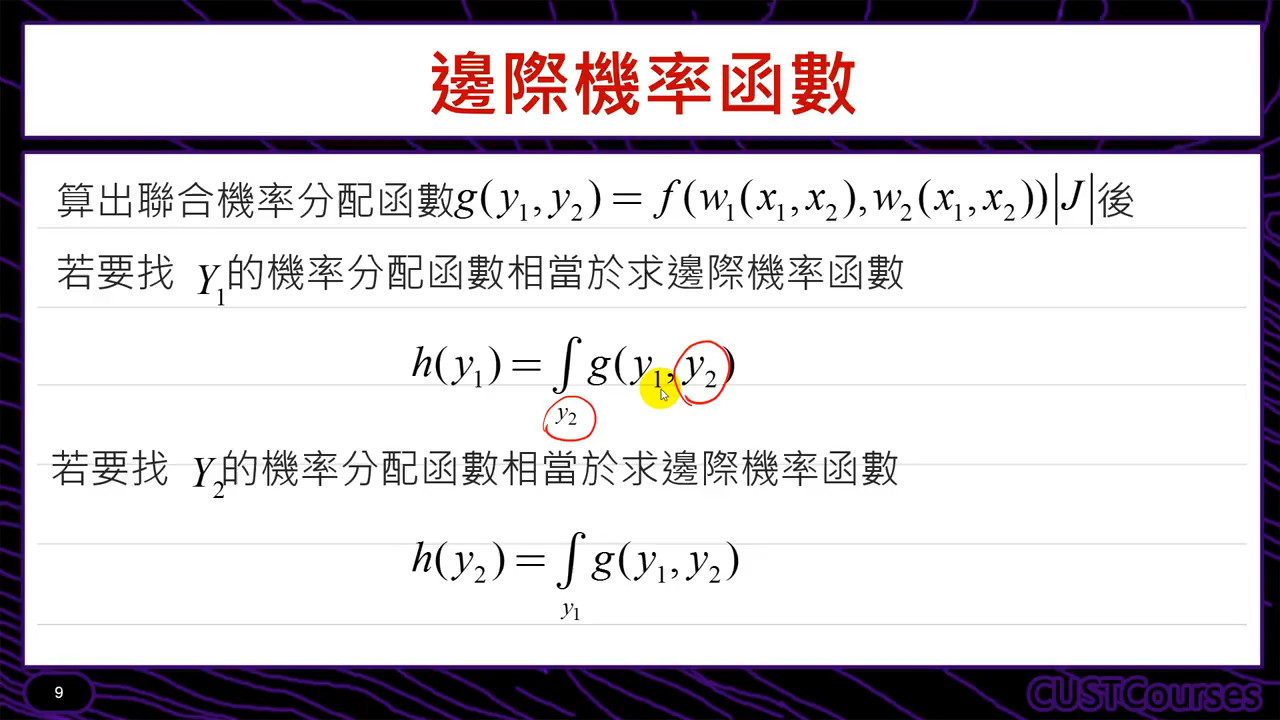 邊際機率函數
算出聯合機率分配函數g(y₁, y₂) = f(w₁(x₁, x₂), w₂(x₁, x₂))|J|後
若要找 Y₁的機率分配函數相當於求邊際機率函數
h(y₁) = ∫ g(y₁, y₂)
y₂
若要找 Y₂的機率分配函數相當於求邊際機率函數
h(y₂) = ∫ g(y₁, y₂)
y₁
9
CUSTCourses